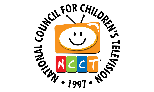 NATIONAL COUNCIL FOR CHILDREN'S TELEVISION
NCCT
• 1997 •